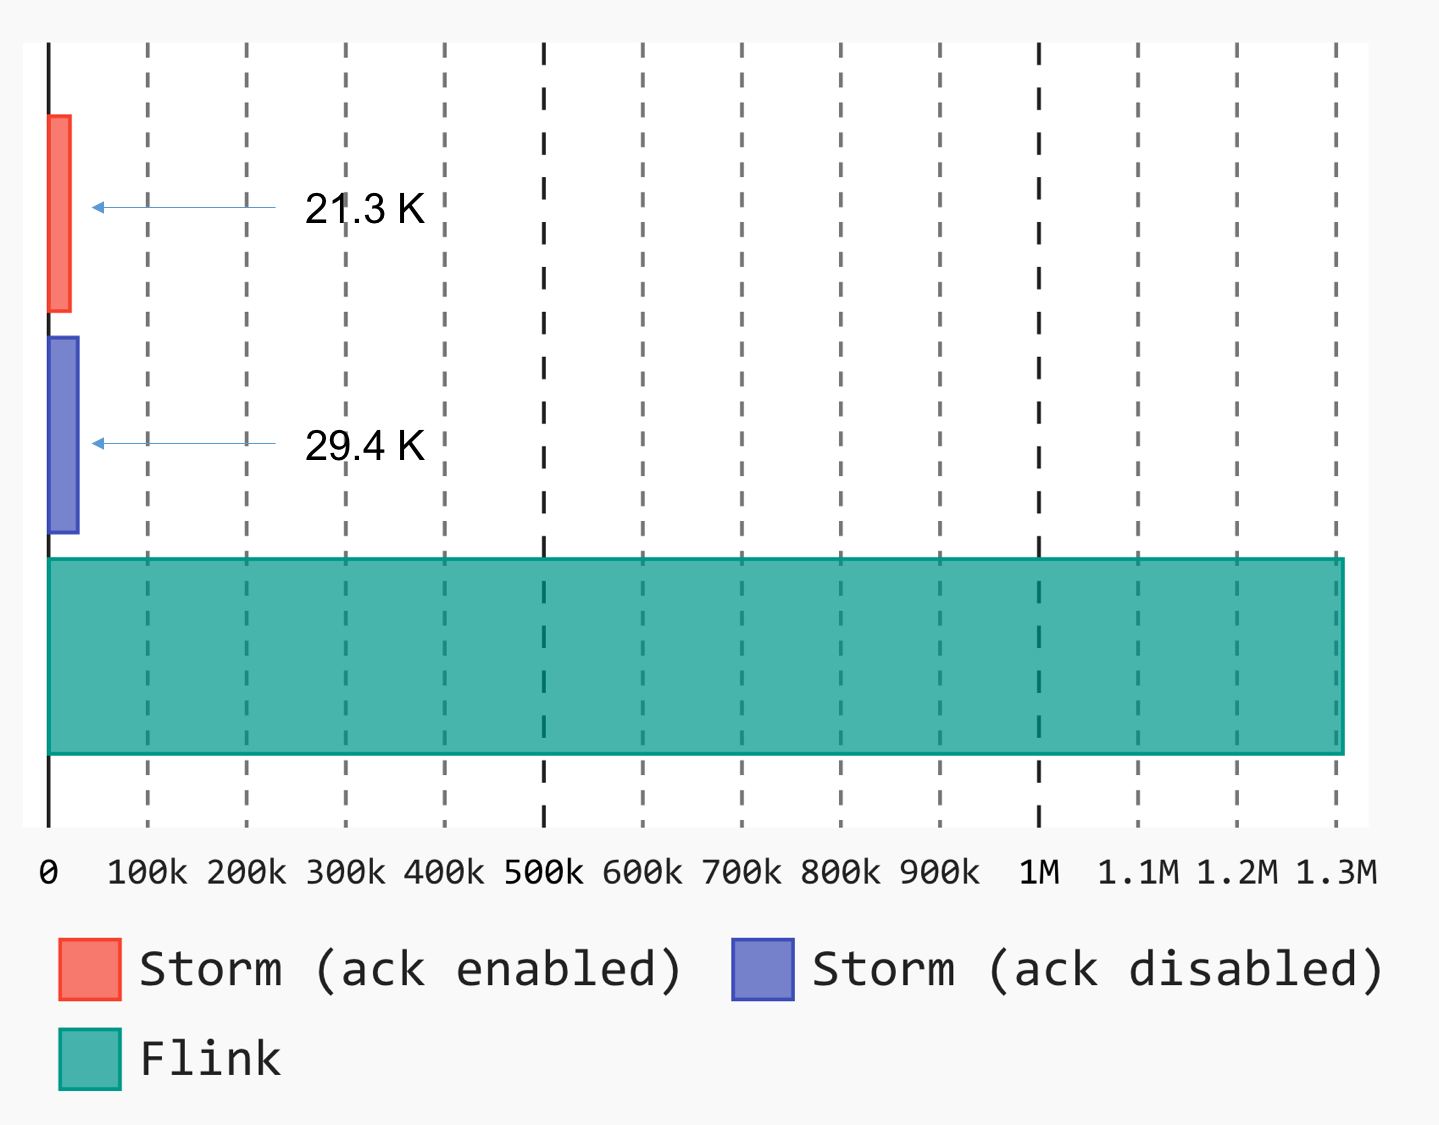 21.3 K
29.4 K
0 100k 200k 300k 400k 500k 600k 700k 800k 900k 1M 1.1M 1.2M 1.3M
Storm (ack enabled) Storm (ack disabled)
Flink